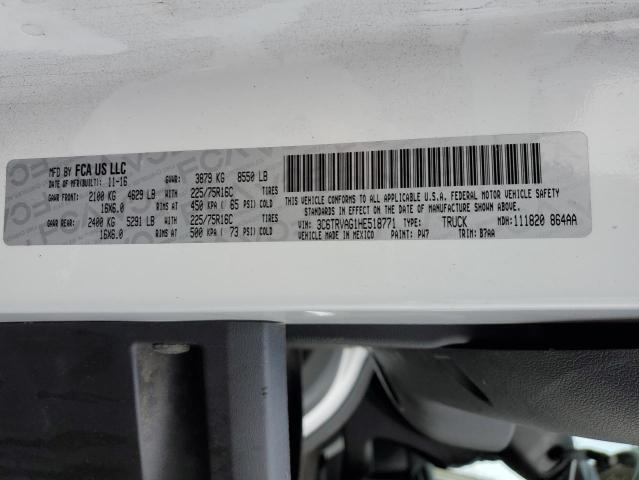 MFD BY FCA US LLC
DATE OF MFR(BUILT): 11-16 GVWR: 3879 KG 8550 LB
GAWR FRONT: 2100 KG 4629 LB WITH 225/75R16C TIRES
16X6.0 RIMS AT 450 KPA ( 65 PSI) COLD
GAWR REAR: 2400 KG 5291 LB WITH 225/75R16C TIRES
16X6.0 RIMS AT 500 KPA ( 73 PSI) COLD
THIS VEHICLE CONFORMS TO ALL APPLICABLE U.S.A. FEDERAL MOTOR VEHICLE SAFETY
STANDARDS IN EFFECT ON THE DATE OF MANUFACTURE SHOWN ABOVE.
VIN: 3C6TRVAG1HE518771 TYPE: TRUCK MDH: 111820 864AA
VEHICLE MADE IN MEXICO PAINT: PW7 TRIM: B7AA